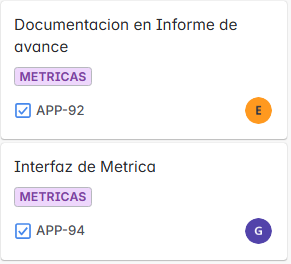 Documentacion en Informe de
avance
METRICAS
APP-92
E
Interfaz de Metrica
METRICAS
APP-94
G